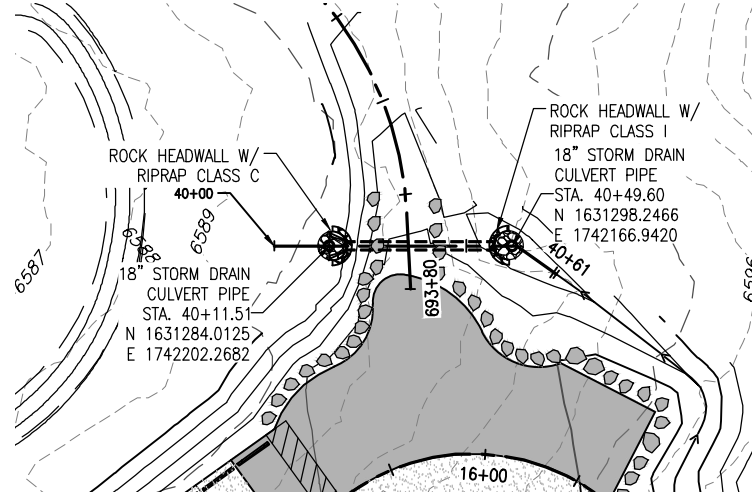 ROCK HEADWALL W/
RIPRAP CLASS I
18" STORM DRAIN
CULVERT PIPE
STA. 40+49.60
N 1631298.2466
E 1742166.9420
ROCK HEADWALL W/
RIPRAP CLASS C
40+00
18" STORM DRAIN
CULVERT PIPE
STA. 40+11.51
N 1631284.0125
E 1742202.2682
6587
6588
6589
40+61
693+80
16+00